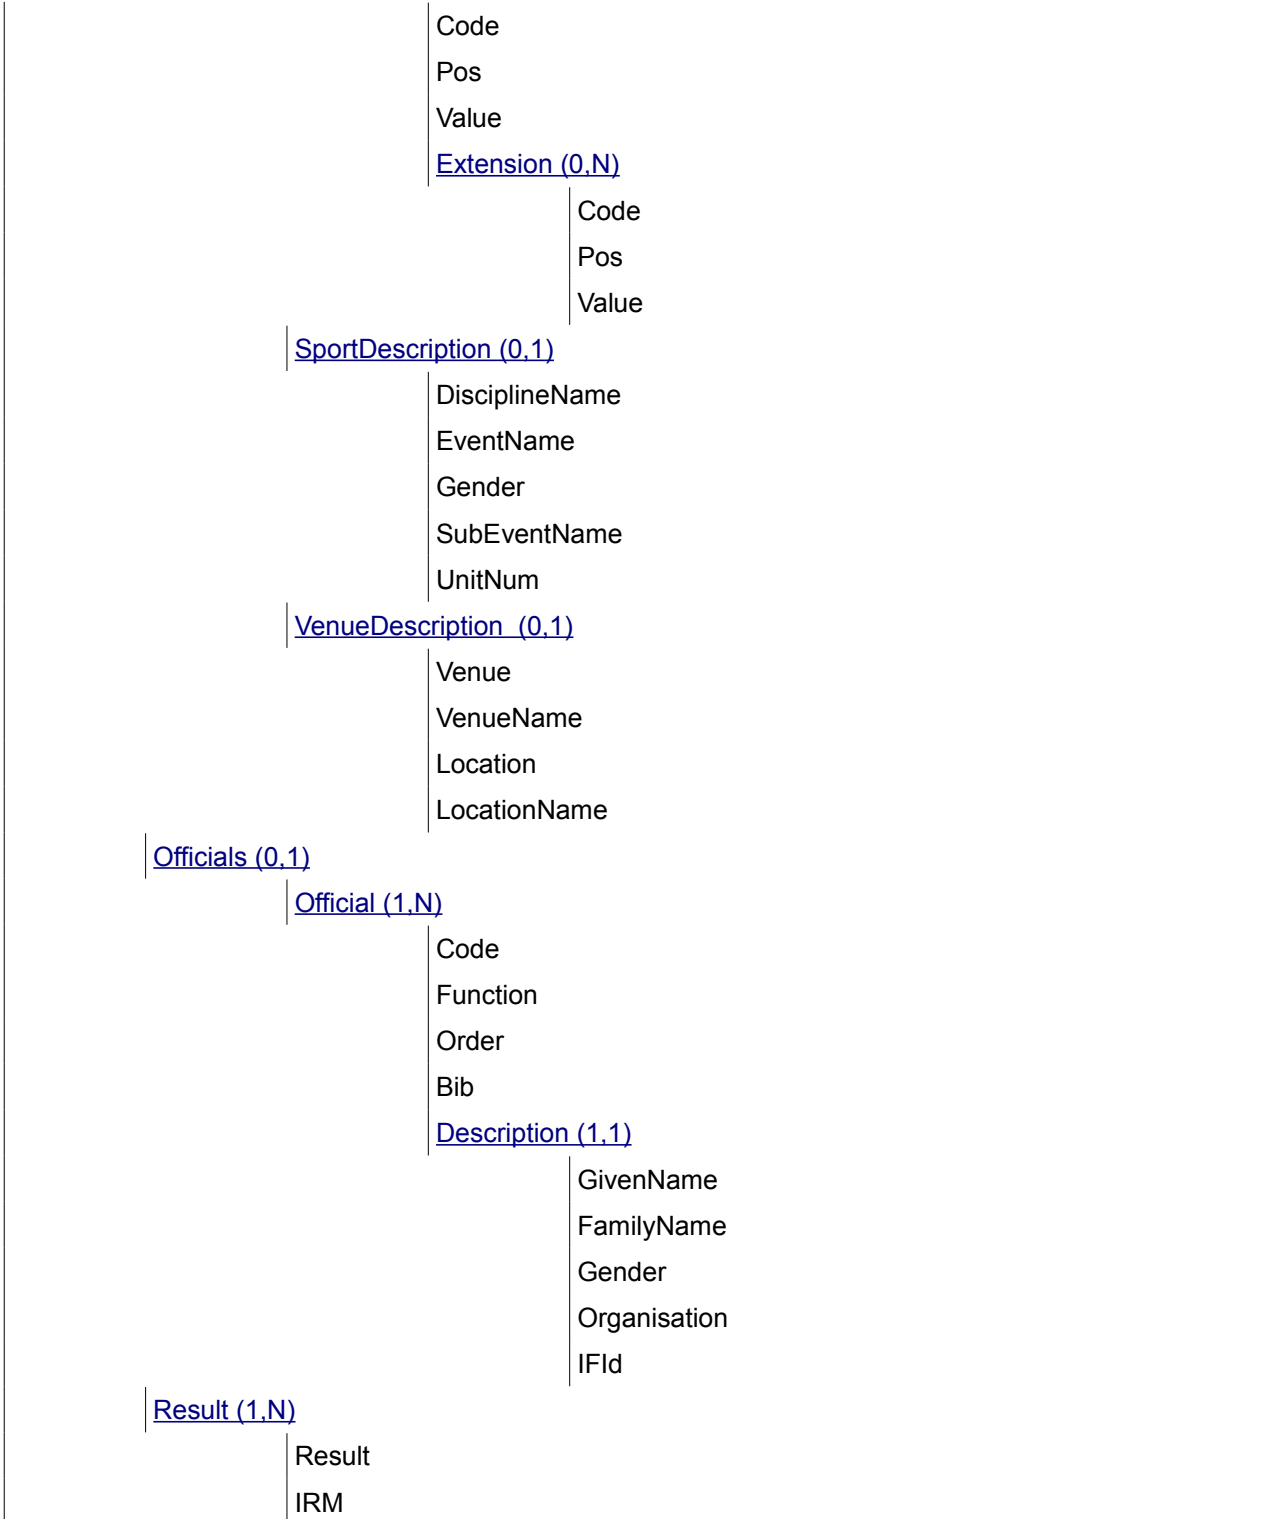 Code
Pos
Value
Extension (0,N)
Code
Pos
Value
SportDescription (0,1)
DisciplineName
EventName
Gender
SubEventName
UnitNum
VenueDescription  (0,1)
Venue
VenueName
Location
LocationName
Officials (0,1)
Official (1,N)
Code
Function
Order
Bib
Description (1,1)
GivenName
FamilyName
Gender
Organisation
IFId
Result (1,N)
Result
IRM